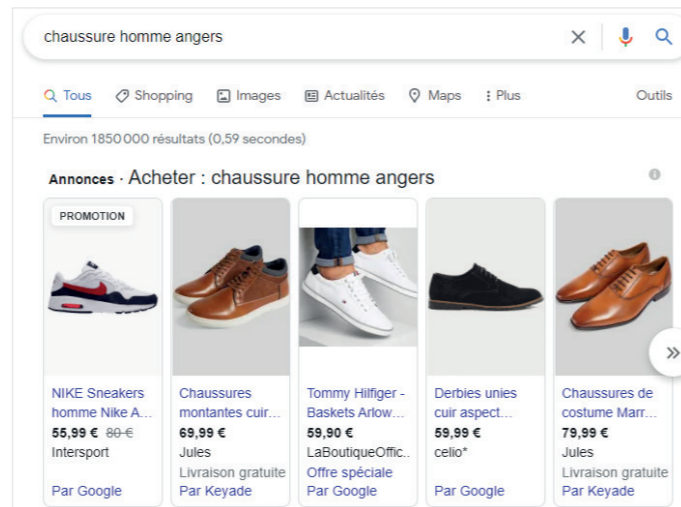 chaussure homme angers
Tous Shopping Images Actualités Maps Plus Outils
Environ 1 850 000 résultats (0,59 secondes)
Annonces · Acheter : chaussure homme angers
PROMOTION
NIKE Sneakers
homme Nike A...
55,99 € 80 €
Intersport
Par Google
Chaussures
montantes cuir...
69,99 €
Jules
Livraison gratuite
Par Keyade
Tommy Hilfiger -
Baskets Arlow...
59,90 €
LaBoutiqueOffic...
Offre spéciale
Par Google
Derbies unies
cuir aspect...
59,99 €
celio*
Par Google
Chaussures de
costume Marr...
79,99 €
Jules
Livraison gratuite
Par Keyade